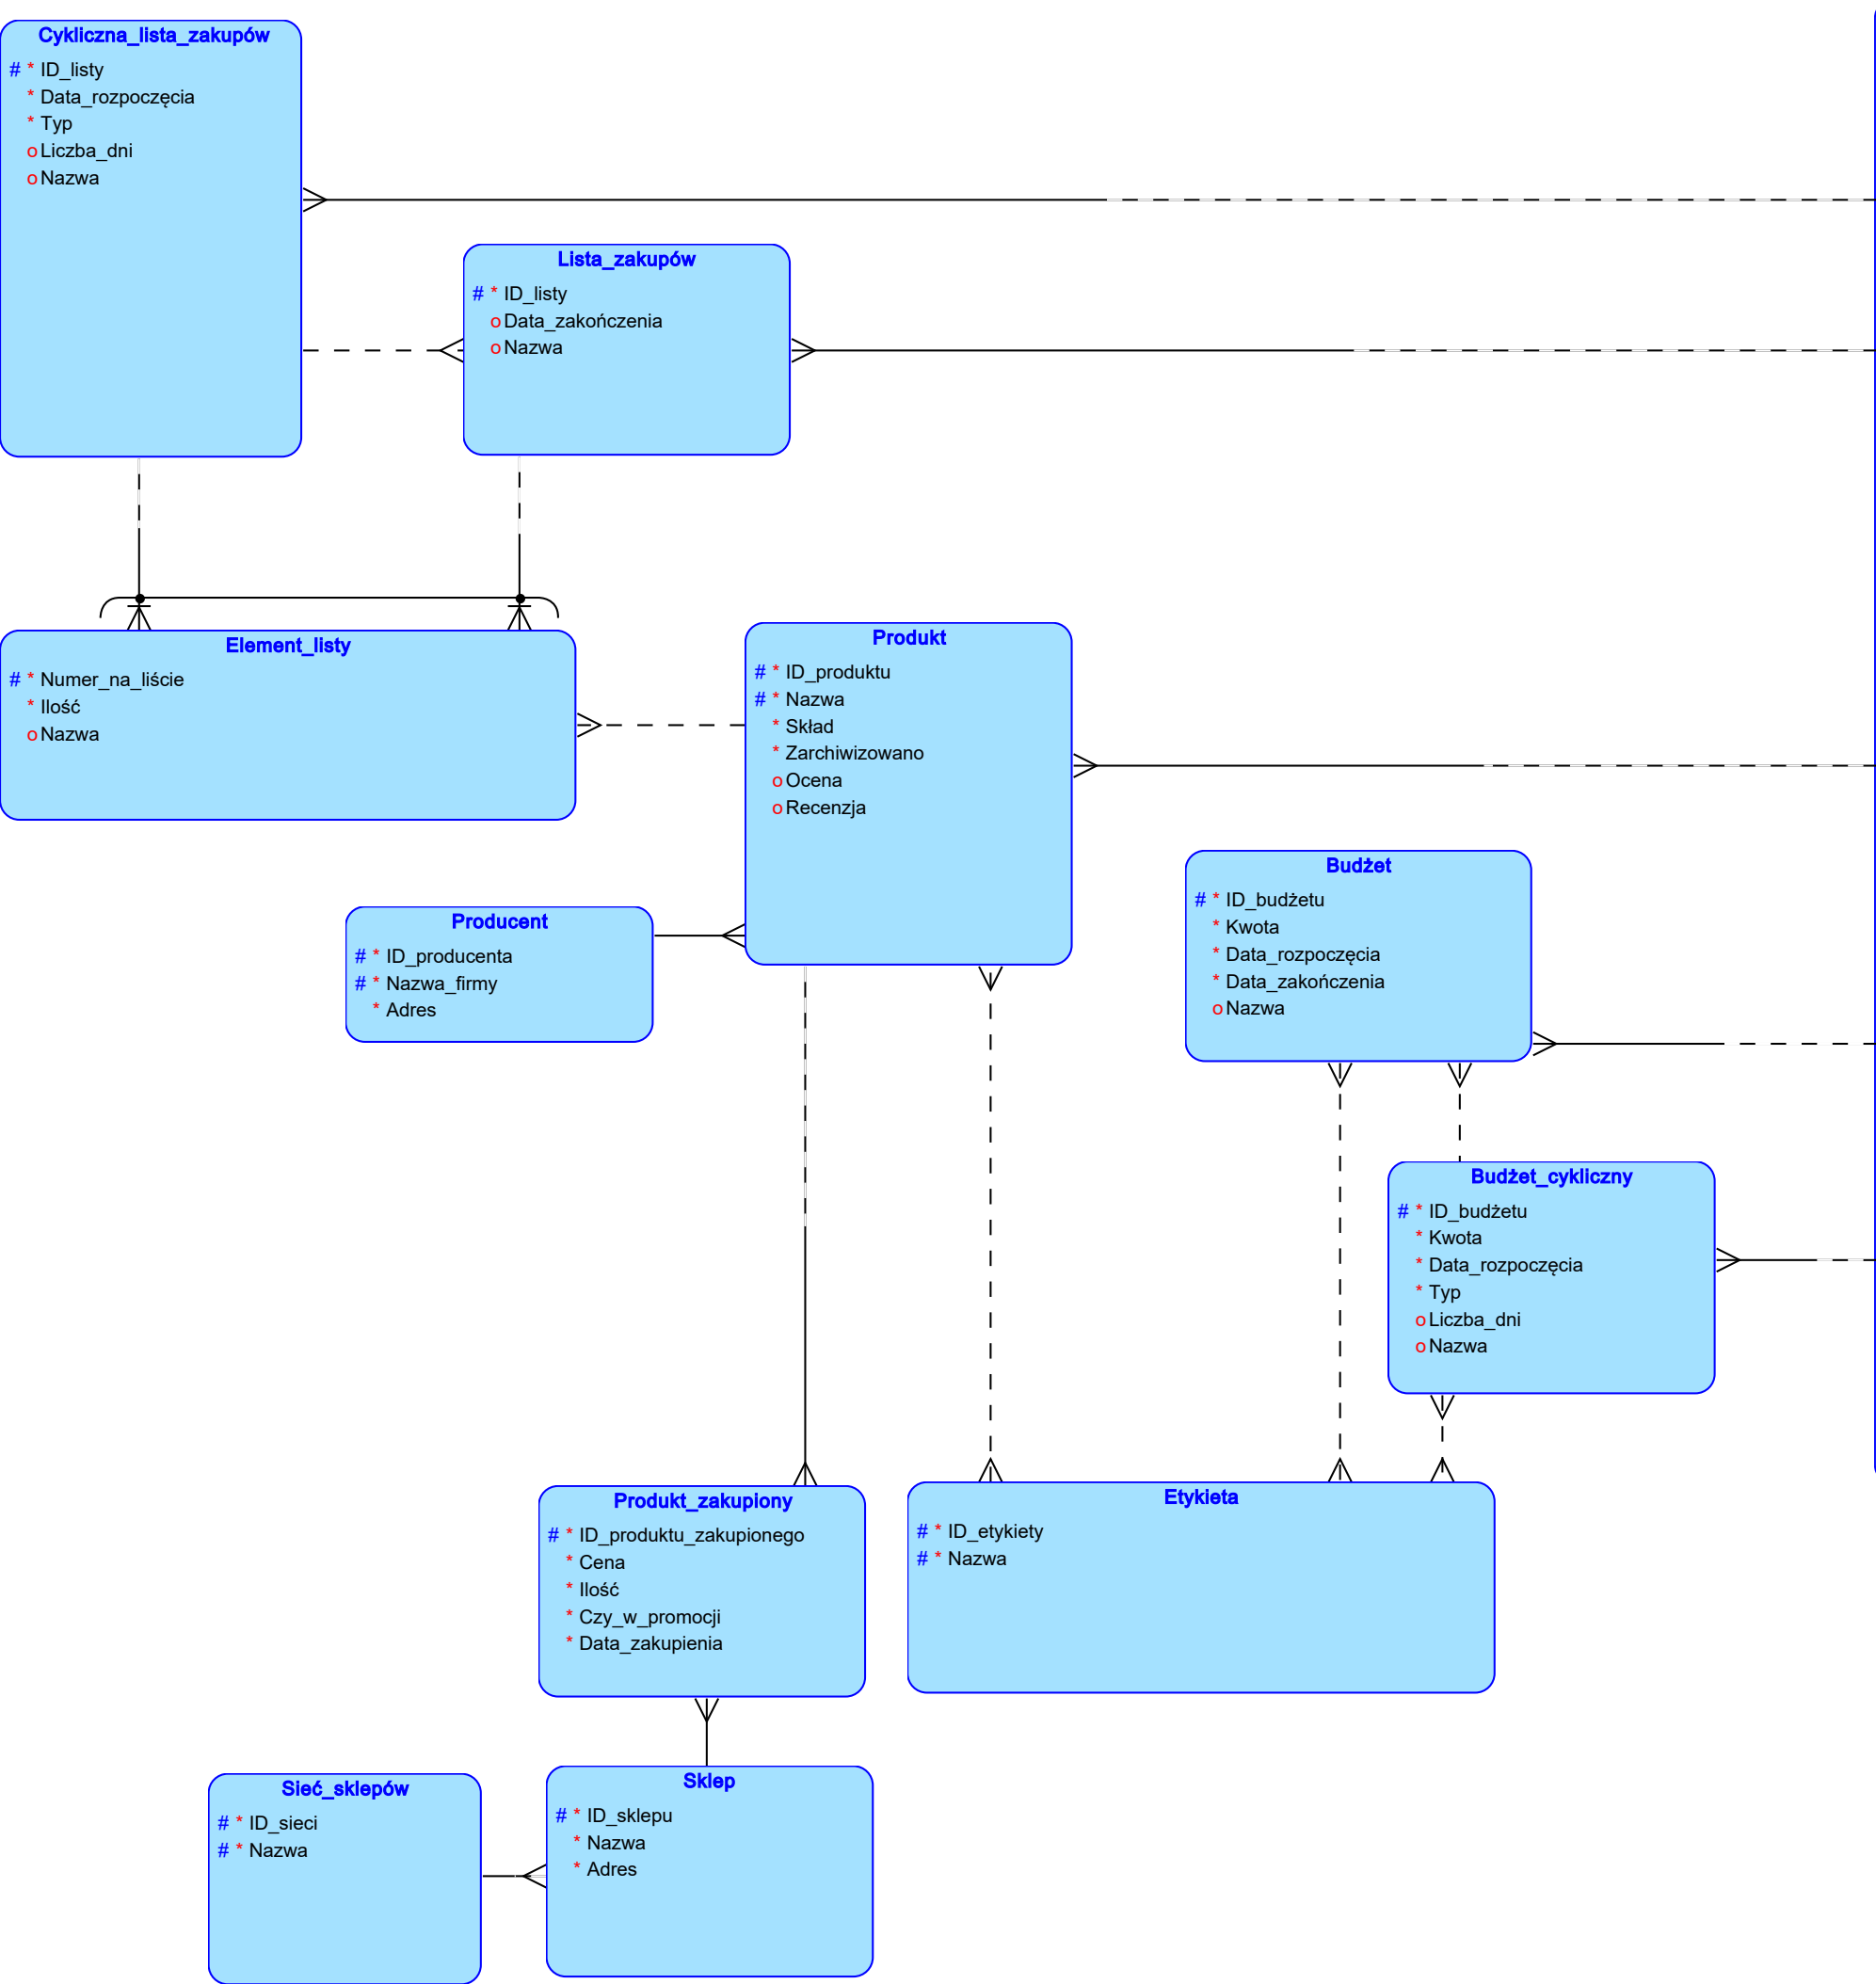 Cykliczna_lista_zakupów
# * ID_listy
* Data_rozpoczęcia
* Typ
o Liczba_dni
o Nazwa
Lista_zakupów
# * ID_listy
o Data_zakończenia
o Nazwa
Element_listy
# * Numer_na_liście
* Ilość
o Nazwa
Produkt
# * ID_produktu
# * Nazwa
* Skład
* Zarchiwizowano
o Ocena
o Recenzja
Producent
# * ID_producenta
# * Nazwa_firmy
* Adres
Budżet
# * ID_budżetu
* Kwota
* Data_rozpoczęcia
* Data_zakończenia
o Nazwa
Budżet_cykliczny
# * ID_budżetu
* Kwota
* Data_rozpoczęcia
* Typ
o Liczba_dni
o Nazwa
Produkt_zakupiony
# * ID_produktu_zakupionego
* Cena
* Ilość
* Czy_w_promocji
* Data_zakupienia
Etykieta
# * ID_etykiety
# * Nazwa
Sieć_sklepów
# * ID_sieci
# * Nazwa
Sklep
# * ID_sklepu
* Nazwa
* Adres